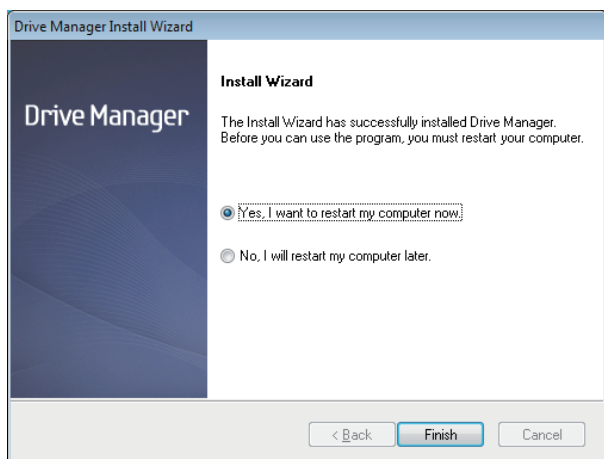 Drive Manager Install Wizard
Drive Manager
Install Wizard
The Install Wizard has successfully installed Drive Manager.
Before you can use the program, you must restart your computer.
Yes, I want to restart my computer now.
No, I will restart my computer later.
< Back
Finish
Cancel